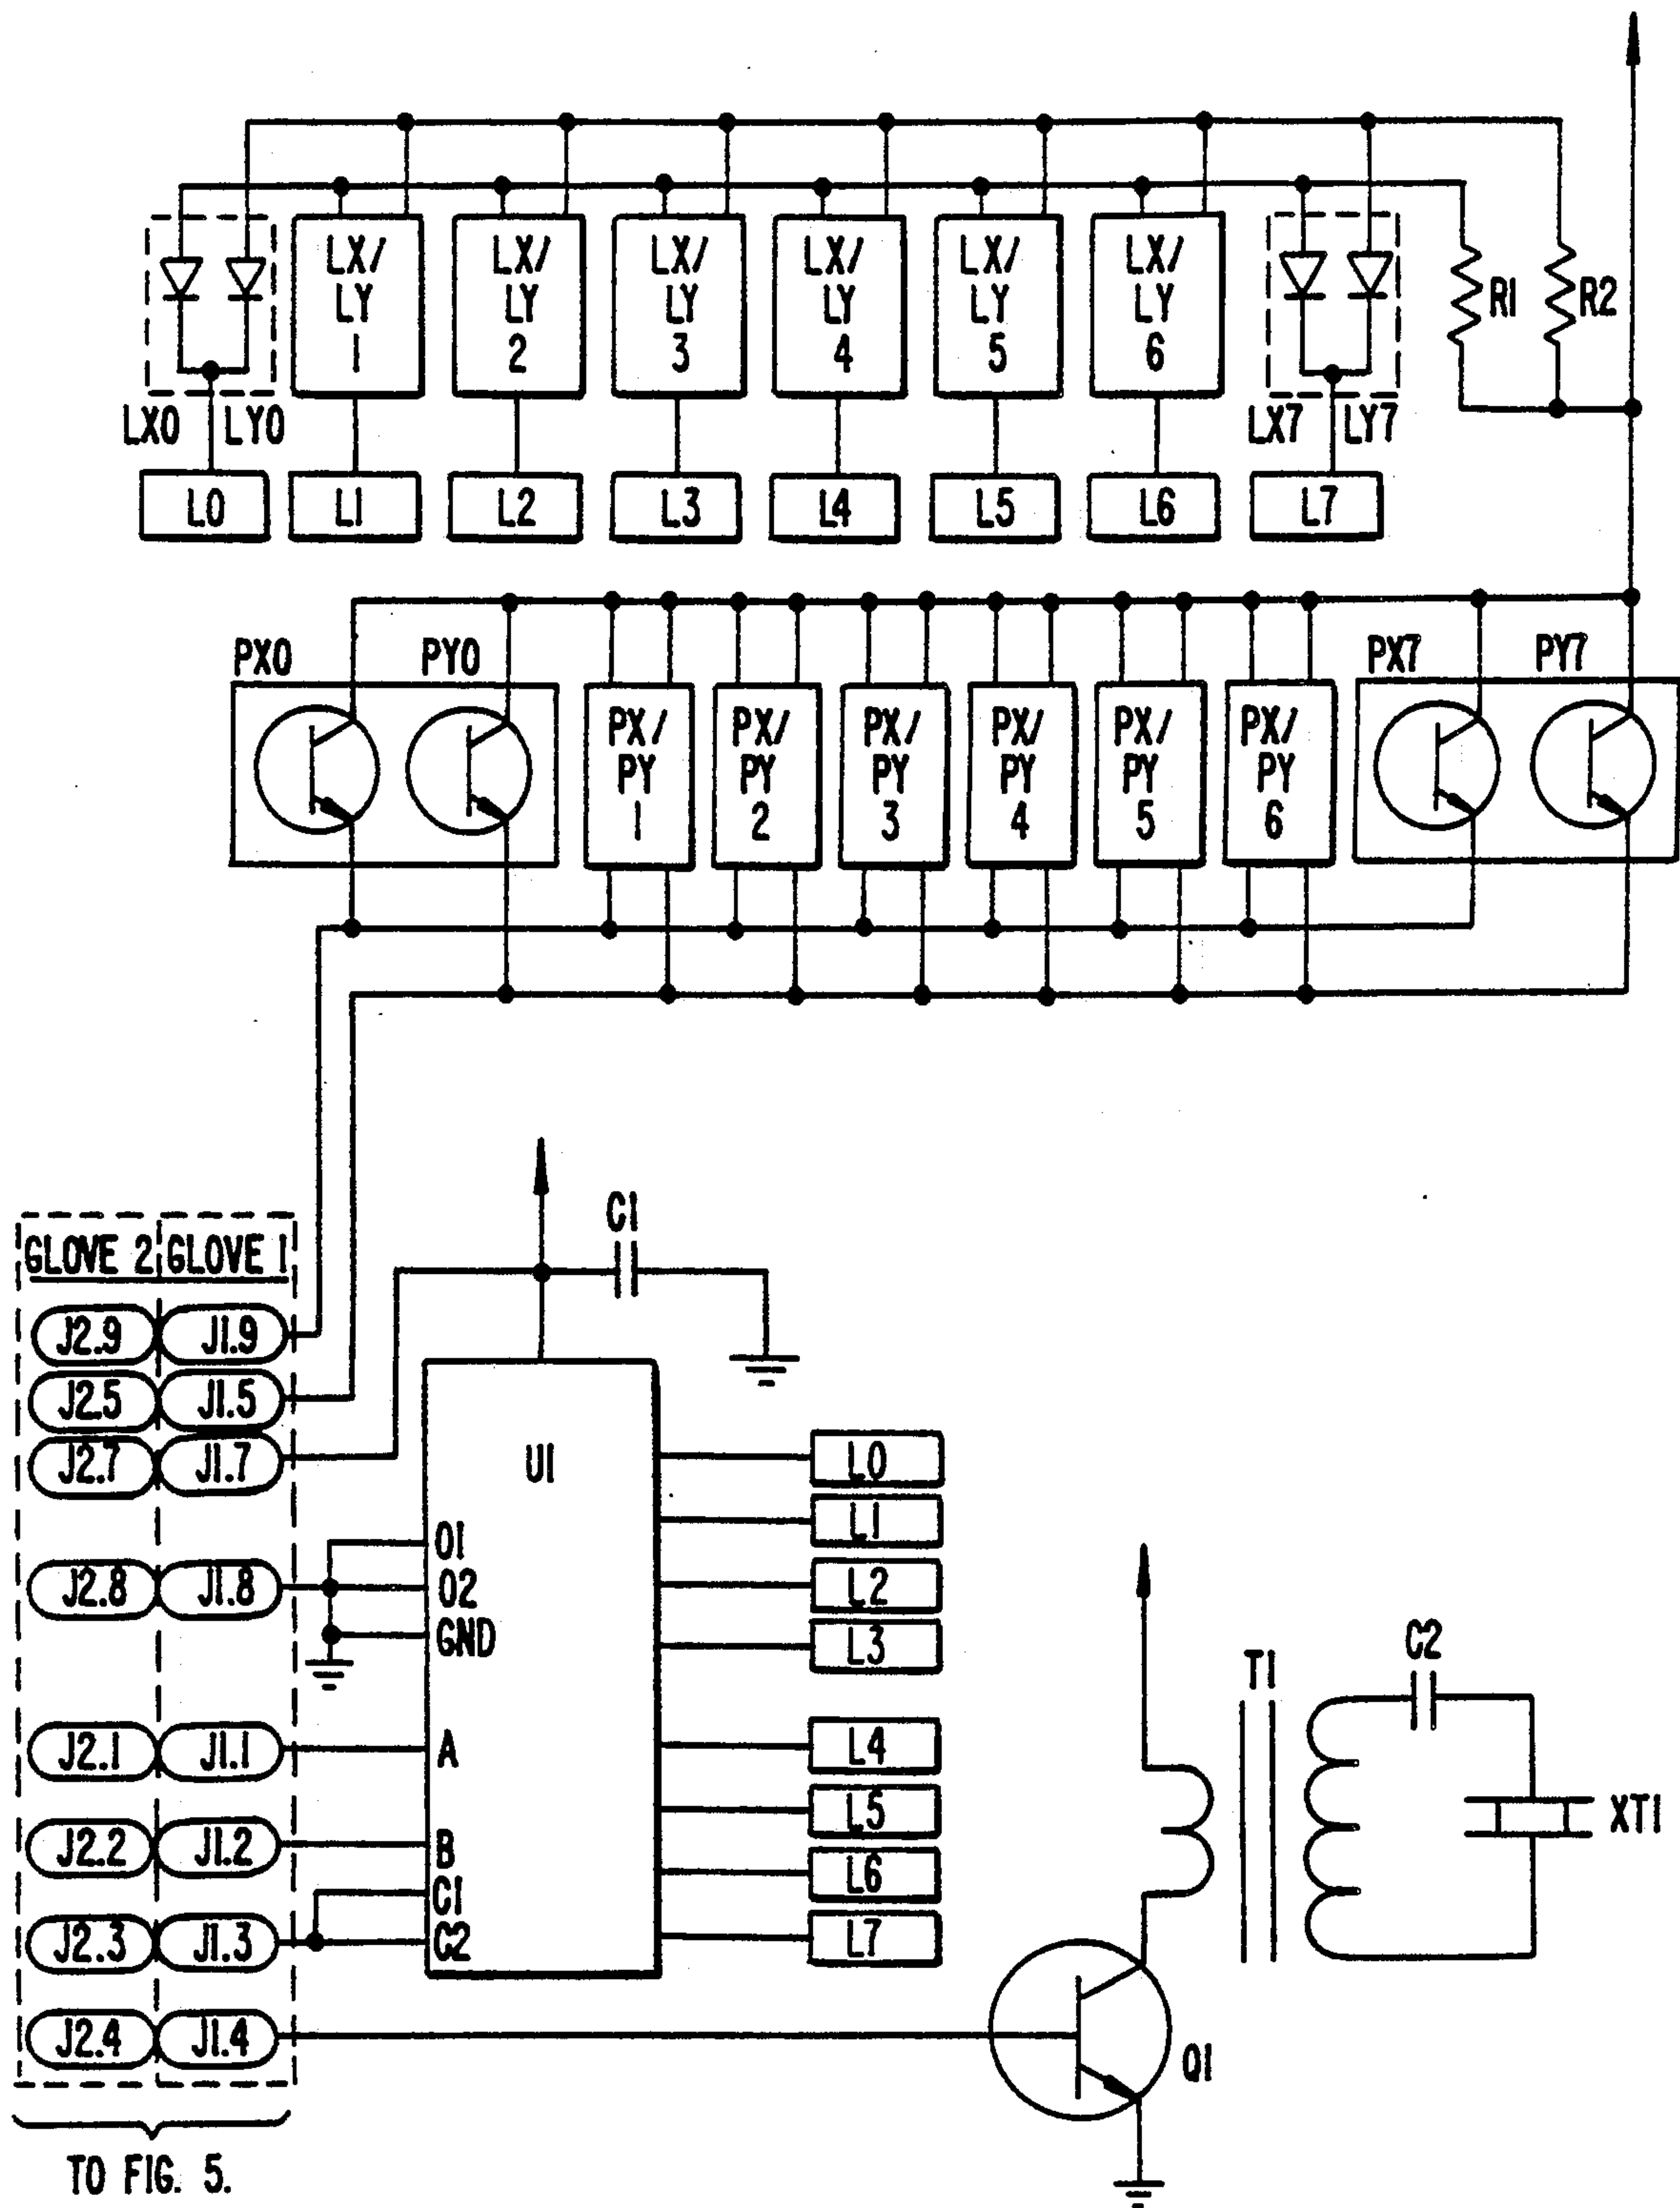 LX/ LY 1
LX/ LY 2
LX/ LY 3
LX/ LY 4
LX/ LY 5
LX/ LY 6
R1
R2
LX0
LY0
LX7
LY7
L0
L1
L2
L3
L4
L5
L6
L7
PX0
PY0
PX7
PY7
PX/ PY 1
PX/ PY 2
PX/ PY 3
PX/ PY 4
PX/ PY 5
PX/ PY 6
C1
GLOVE 2
GLOVE 1
J2.9
J1.9
J2.5
J1.5
J2.7
J1.7
J2.8
J1.8
J2.1
J1.1
J2.2
J1.2
J2.3
J1.3
J2.4
J1.4
U1
O1
O2
GND
A
B
C1
C2
L0
L1
L2
L3
L4
L5
L6
L7
T1
C2
XT1
Q1
TO FIG. 5.